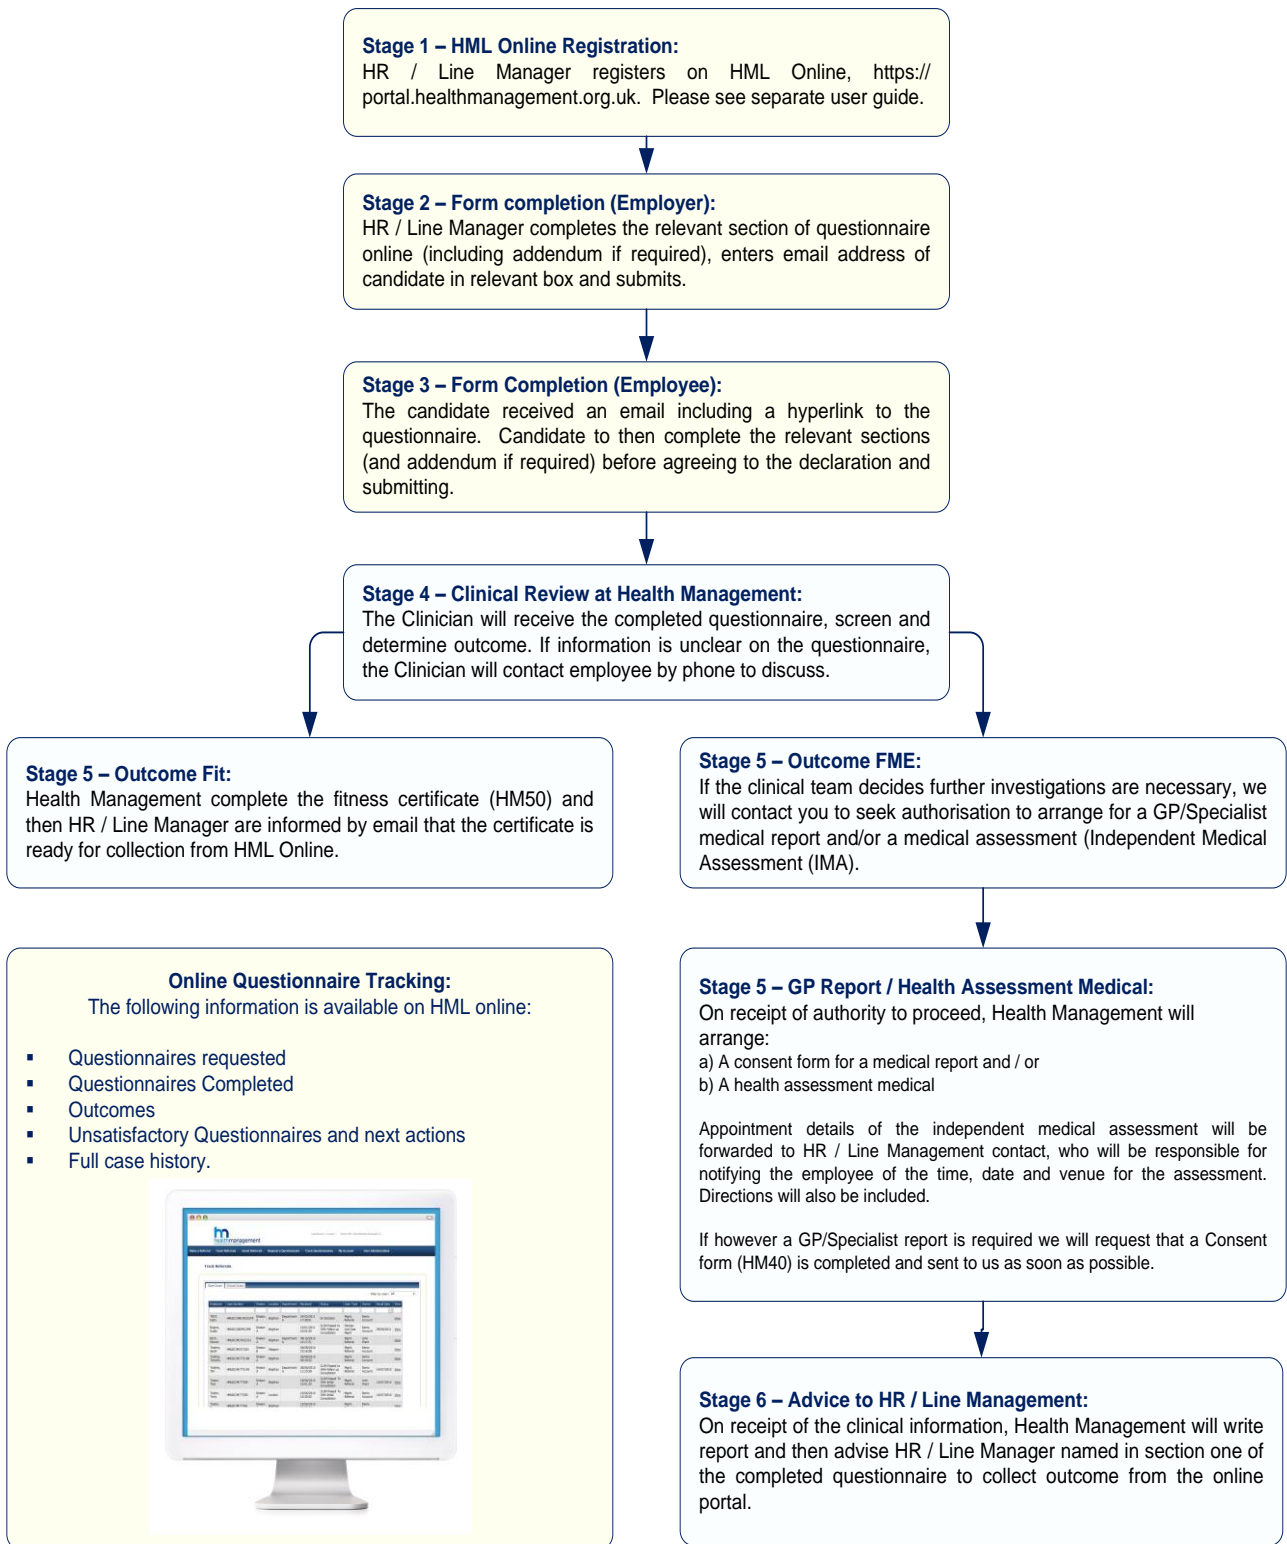 Stage 1 – HML Online Registration:
HR / Line Manager registers on HML Online, https://
portal.healthmanagement.org.uk. Please see separate user guide.
Stage 2 – Form completion (Employer):
HR / Line Manager completes the relevant section of questionnaire
online (including addendum if required), enters email address of
candidate in relevant box and submits.
Stage 3 – Form Completion (Employee):
The candidate received an email including a hyperlink to the
questionnaire. Candidate to then complete the relevant sections
(and addendum if required) before agreeing to the declaration and
submitting.
Stage 4 – Clinical Review at Health Management:
The Clinician will receive the completed questionnaire, screen and
determine outcome. If information is unclear on the questionnaire,
the Clinician will contact employee by phone to discuss.
Stage 5 – Outcome Fit:
Health Management complete the fitness certificate (HM50) and
then HR / Line Manager are informed by email that the certificate is
ready for collection from HML Online.
Stage 5 – Outcome FME:
If the clinical team decides further investigations are necessary, we
will contact you to seek authorisation to arrange for a GP/Specialist
medical report and/or a medical assessment (Independent Medical
Assessment (IMA).
Online Questionnaire Tracking:
The following information is available on HML online:
▪ Questionnaires requested
▪ Questionnaires Completed
▪ Outcomes
▪ Unsatisfactory Questionnaires and next actions
▪ Full case history.
hm
healthmanagement
Track Referrals
Stage 5 – GP Report / Health Assessment Medical:
On receipt of authority to proceed, Health Management will
arrange:
a) A consent form for a medical report and / or
b) A health assessment medical
Appointment details of the independent medical assessment will be
forwarded to HR / Line Management contact, who will be responsible for
notifying the employee of the time, date and venue for the assessment.
Directions will also be included.
If however a GP/Specialist report is required we will request that a Consent
form (HM40) is completed and sent to us as soon as possible.
Stage 6 – Advice to HR / Line Management:
On receipt of the clinical information, Health Management will write
report and then advise HR / Line Manager named in section one of
the completed questionnaire to collect outcome from the online
portal.